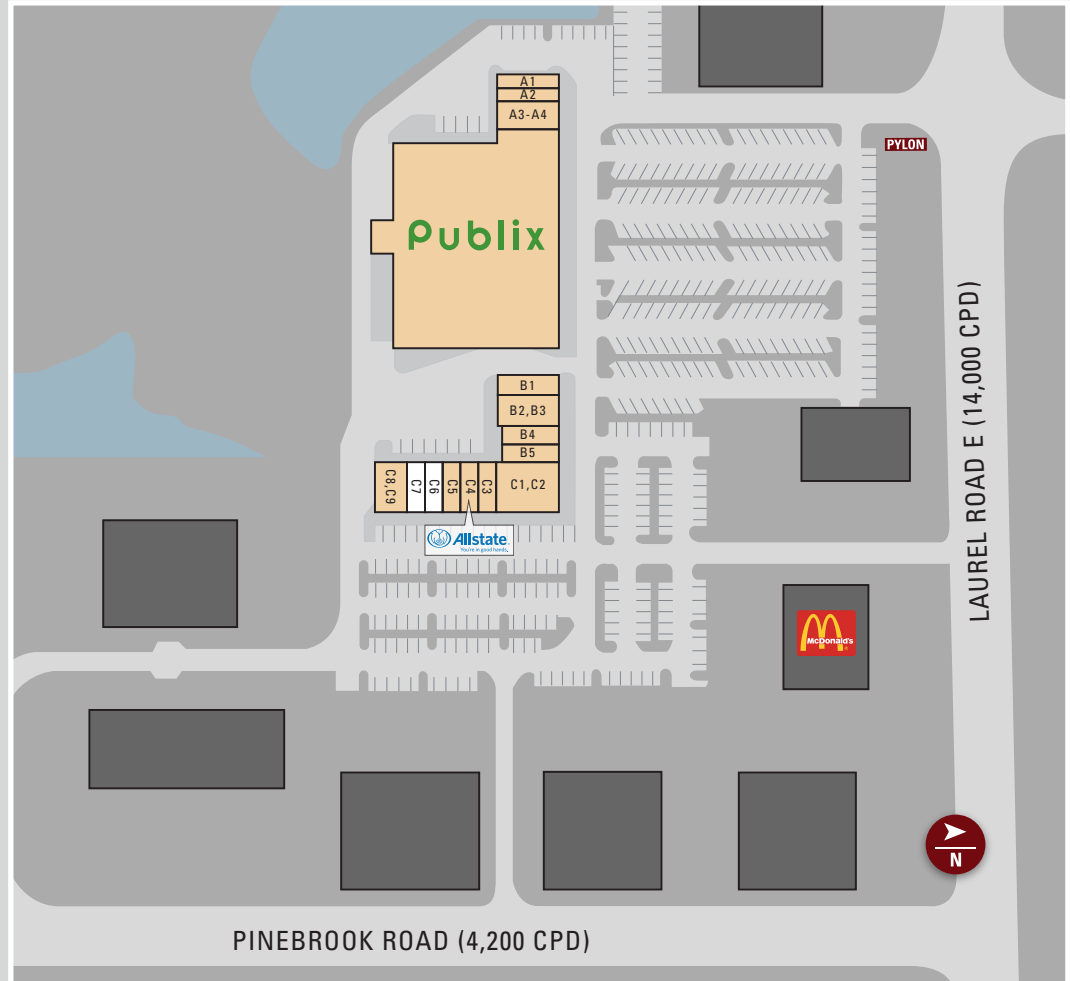 A1
A2
A3-A4
PYLON
Publix
B1
B2,B3
B4
B5
C8,C9
C7
C6
C5
C4
C3
C1,C2
Allstate
You're in good hands.
McDonald's
LAUREL ROAD E (14,000 CPD)
N
PINEBROOK ROAD (4,200 CPD)